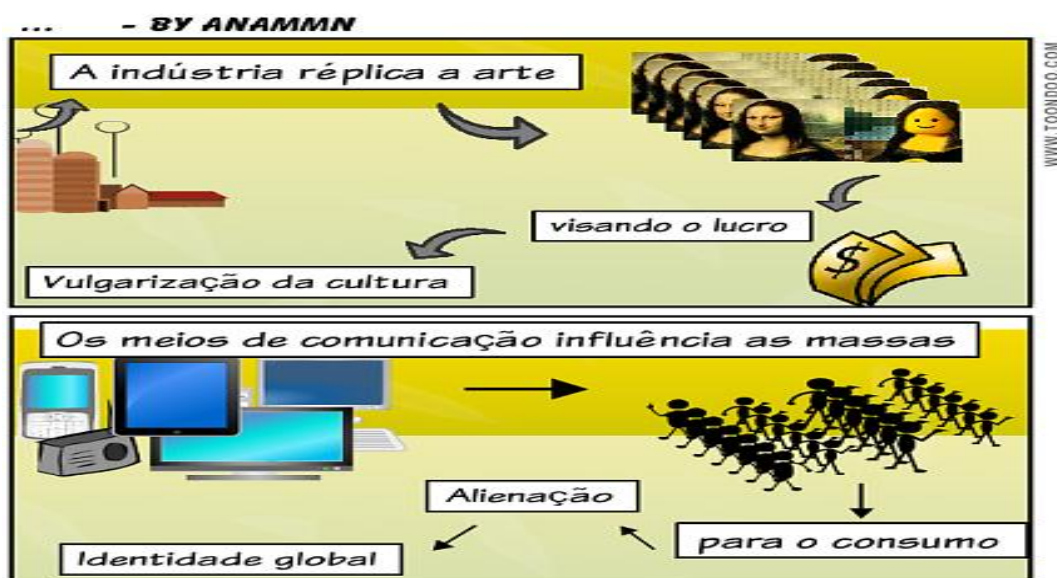 ... - BY ANAMMN
A indústria réplica a arte
visando o lucro
$
Vulgarização da cultura
Os meios de comunicação influência as massas
para o consumo
Alienação
Identidade global
WWW.TOONDOO.COM